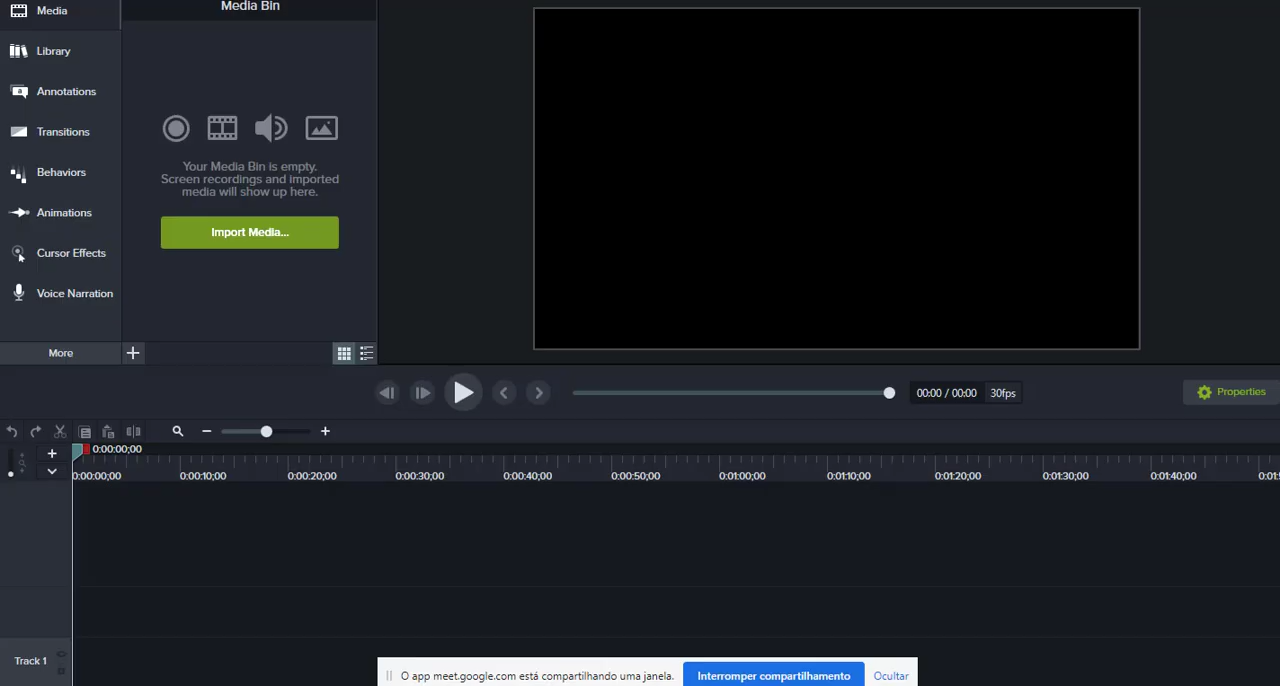 Media
Media Bin
Library
Annotations
Transitions
Behaviors
Animations
Cursor Effects
Voice Narration
Your Media Bin is empty.
Screen recordings and imported
media will show up here.
Import Media...
More
00:00 / 00:00
30fps
Properties
0:00:00;00
0:00:00;00 0:00:10;00 0:00:20;00 0:00:30;00 0:00:40;00 0:00:50;00 0:01:00;00 0:01:10;00 0:01:20;00 0:01:30;00 0:01:40;00
Track 1
O app meet.google.com está compartilhando uma janela. Interromper compartilhamento Ocultar